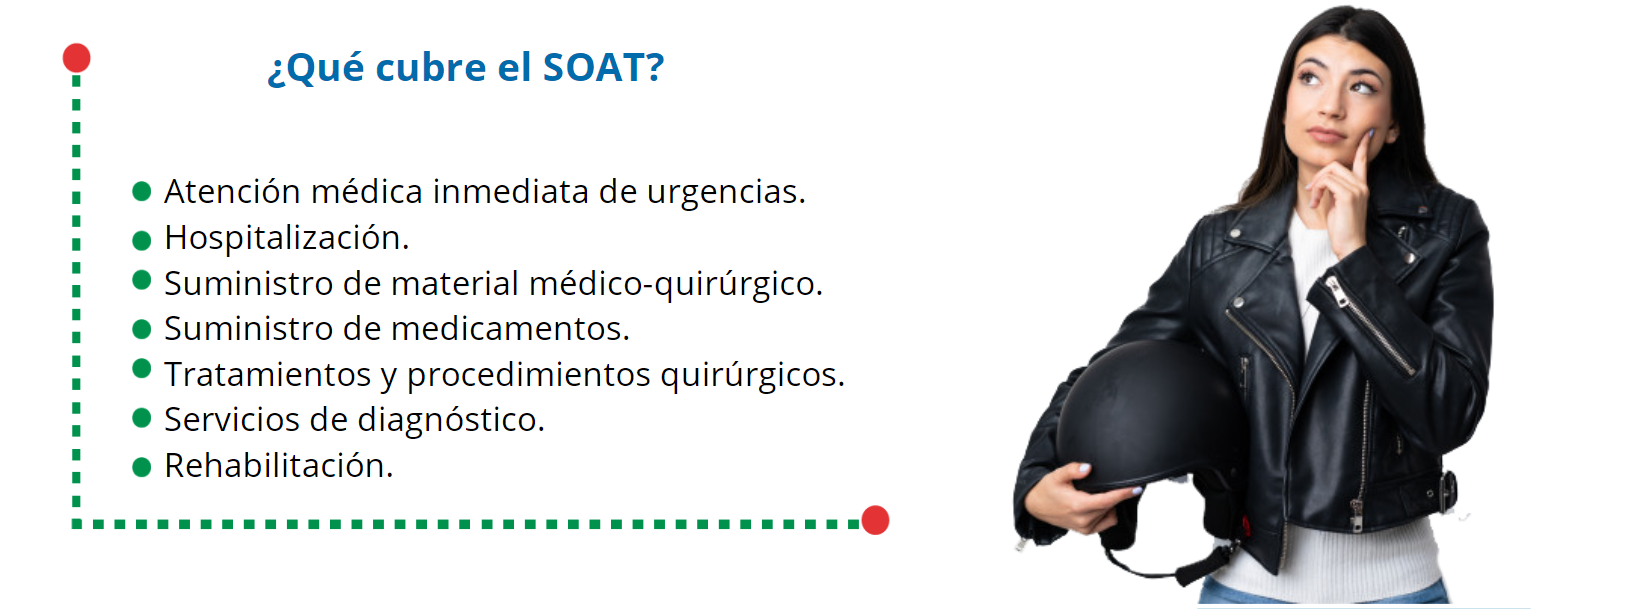 ¿Qué cubre el SOAT?
Atención médica inmediata de urgencias.
Hospitalización.
Suministro de material médico-quirúrgico.
Suministro de medicamentos.
Tratamientos y procedimientos quirúrgicos.
Servicios de diagnóstico.
Rehabilitación.